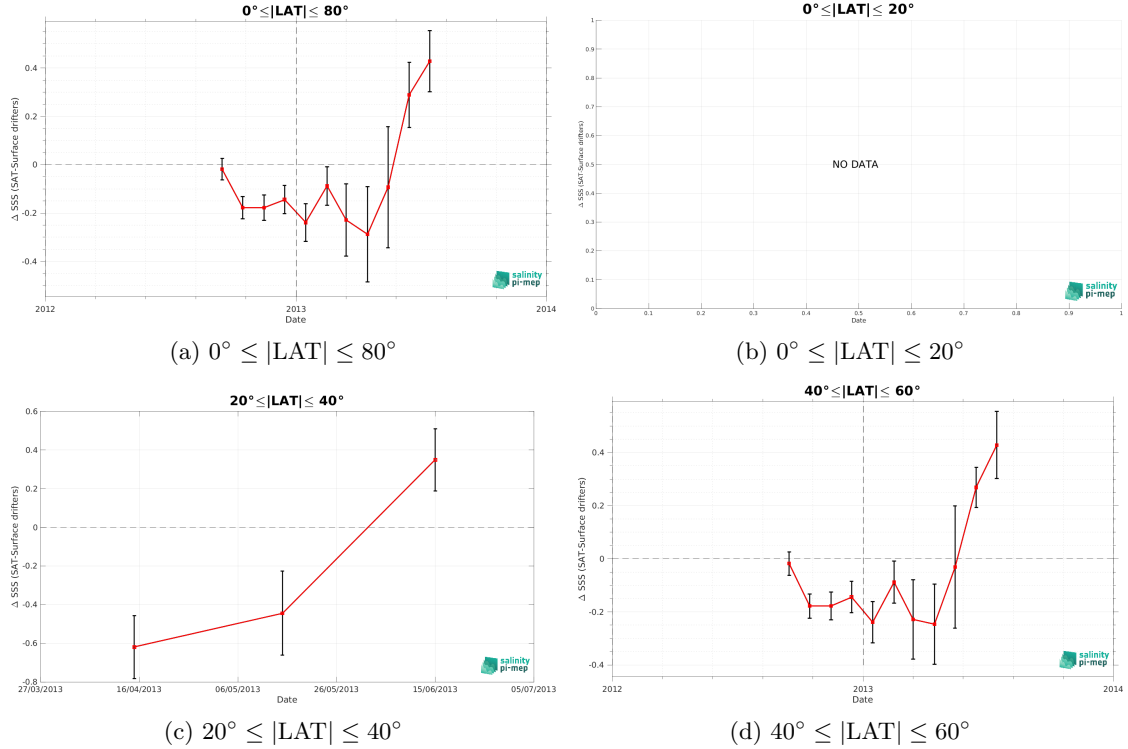 0°≤|LAT|≤ 80°
Δ SSS (SAT-Surface drifters)
0.4
0.2
0
-0.2
-0.4
2012
2013
2014
Date
salinity
pi-mep
(a) 0° ≤ |LAT| ≤ 80°
0°≤|LAT|≤ 20°
Δ SSS (SAT-Surface drifters)
1
0.9
0.8
0.7
0.6
0.5
0.4
0.3
0.2
0.1
0
NO DATA
0
0.1
0.2
0.3
0.4
0.5
0.6
0.7
0.8
0.9
1
Date
salinity
pi-mep
(b) 0° ≤ |LAT| ≤ 20°
20°≤|LAT|≤ 40°
Δ SSS (SAT-Surface drifters)
0.6
0.4
0.2
0
-0.2
-0.4
-0.6
-0.8
27/03/2013
16/04/2013
06/05/2013
26/05/2013
15/06/2013
05/07/2013
Date
salinity
pi-mep
(c) 20° ≤ |LAT| ≤ 40°
40°≤|LAT|≤ 60°
Δ SSS (SAT-Surface drifters)
0.4
0.2
0
-0.2
-0.4
2012
2013
2014
Date
salinity
pi-mep
(d) 40° ≤ |LAT| ≤ 60°